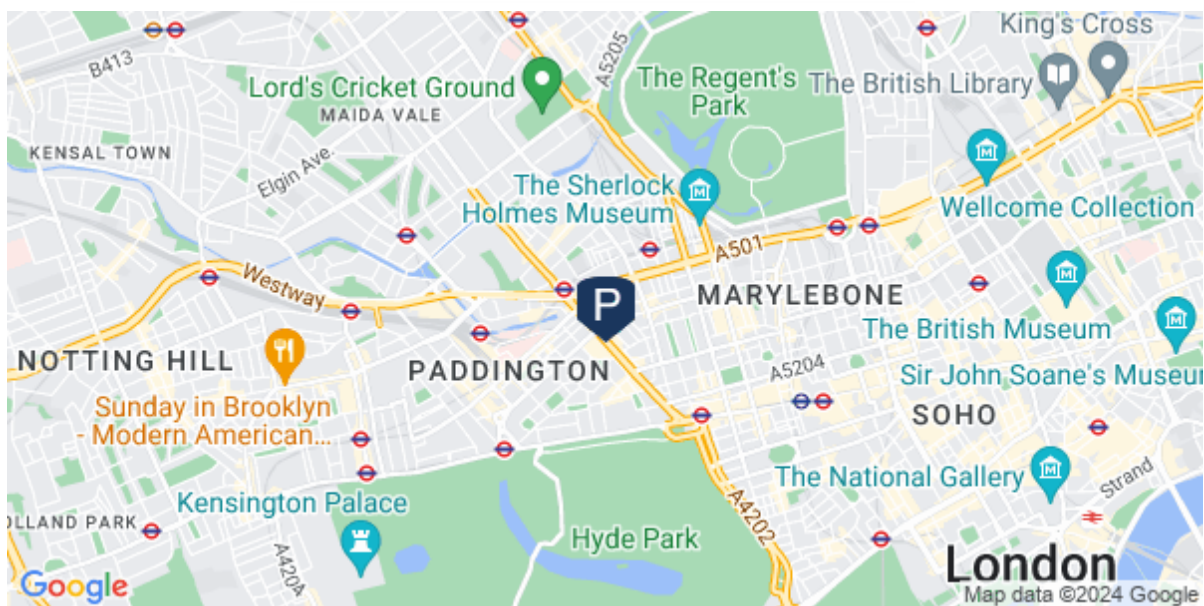 King's Cross
B413
A5205
Lord's Cricket Ground
The Regent's
Park
The British Library
MAIDA VALE
KENSAL TOWN
Elgin Ave.
The Sherlock
Holmes Museum
Wellcome Collection
A501
Westway
P
MARYLEBONE
The British Museum
NOTTING HILL
PADDINGTON
A5204
Sir John Soane's Museu
Sunday in Brooklyn
- Modern American...
SOHO
The National Gallery
Strand
Kensington Palace
OLLAND PARK
A4202
Hyde Park
A4204
London
Google
Map data ©2024 Google